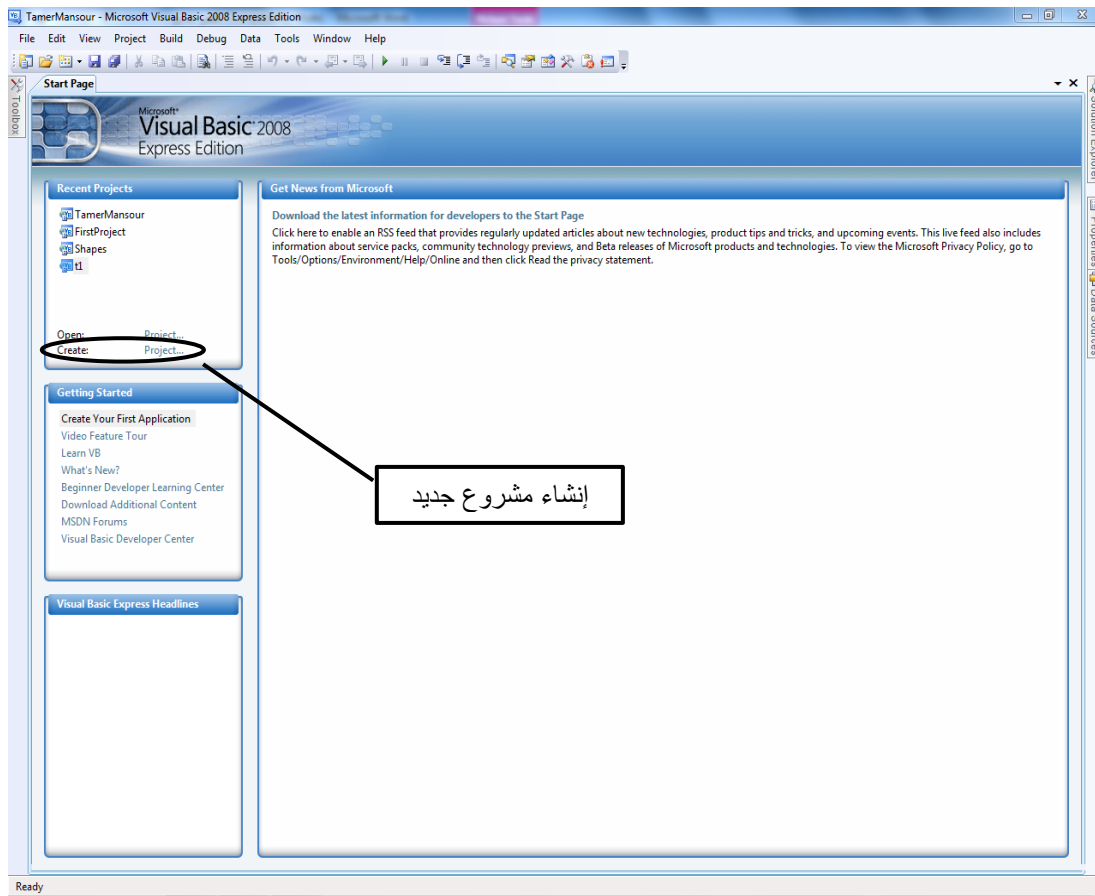 TamerMansour - Microsoft Visual Basic 2008 Express Edition
File Edit View Project Build Debug Data Tools Window Help
Start Page
Toolbox
Solution Explorer
Properties
Data Sources
Microsoft®
Visual Basic 2008
Express Edition
Recent Projects
TamerMansour
FirstProject
Shapes
t1
Open: Project...
Create: Project...
Getting Started
Create Your First Application
Video Feature Tour
Learn VB
What's New?
Beginner Developer Learning Center
Download Additional Content
MSDN Forums
Visual Basic Developer Center
Visual Basic Express Headlines
Get News from Microsoft
Download the latest information for developers to the Start Page
Click here to enable an RSS feed that provides regularly updated articles about new technologies, product tips and tricks, and upcoming events. This live feed also includes
information about service packs, community technology previews, and Beta releases of Microsoft products and technologies. To view the Microsoft Privacy Policy, go to
Tools/Options/Environment/Help/Online and then click Read the privacy statement.
إنشاء مشروع جديد
Ready